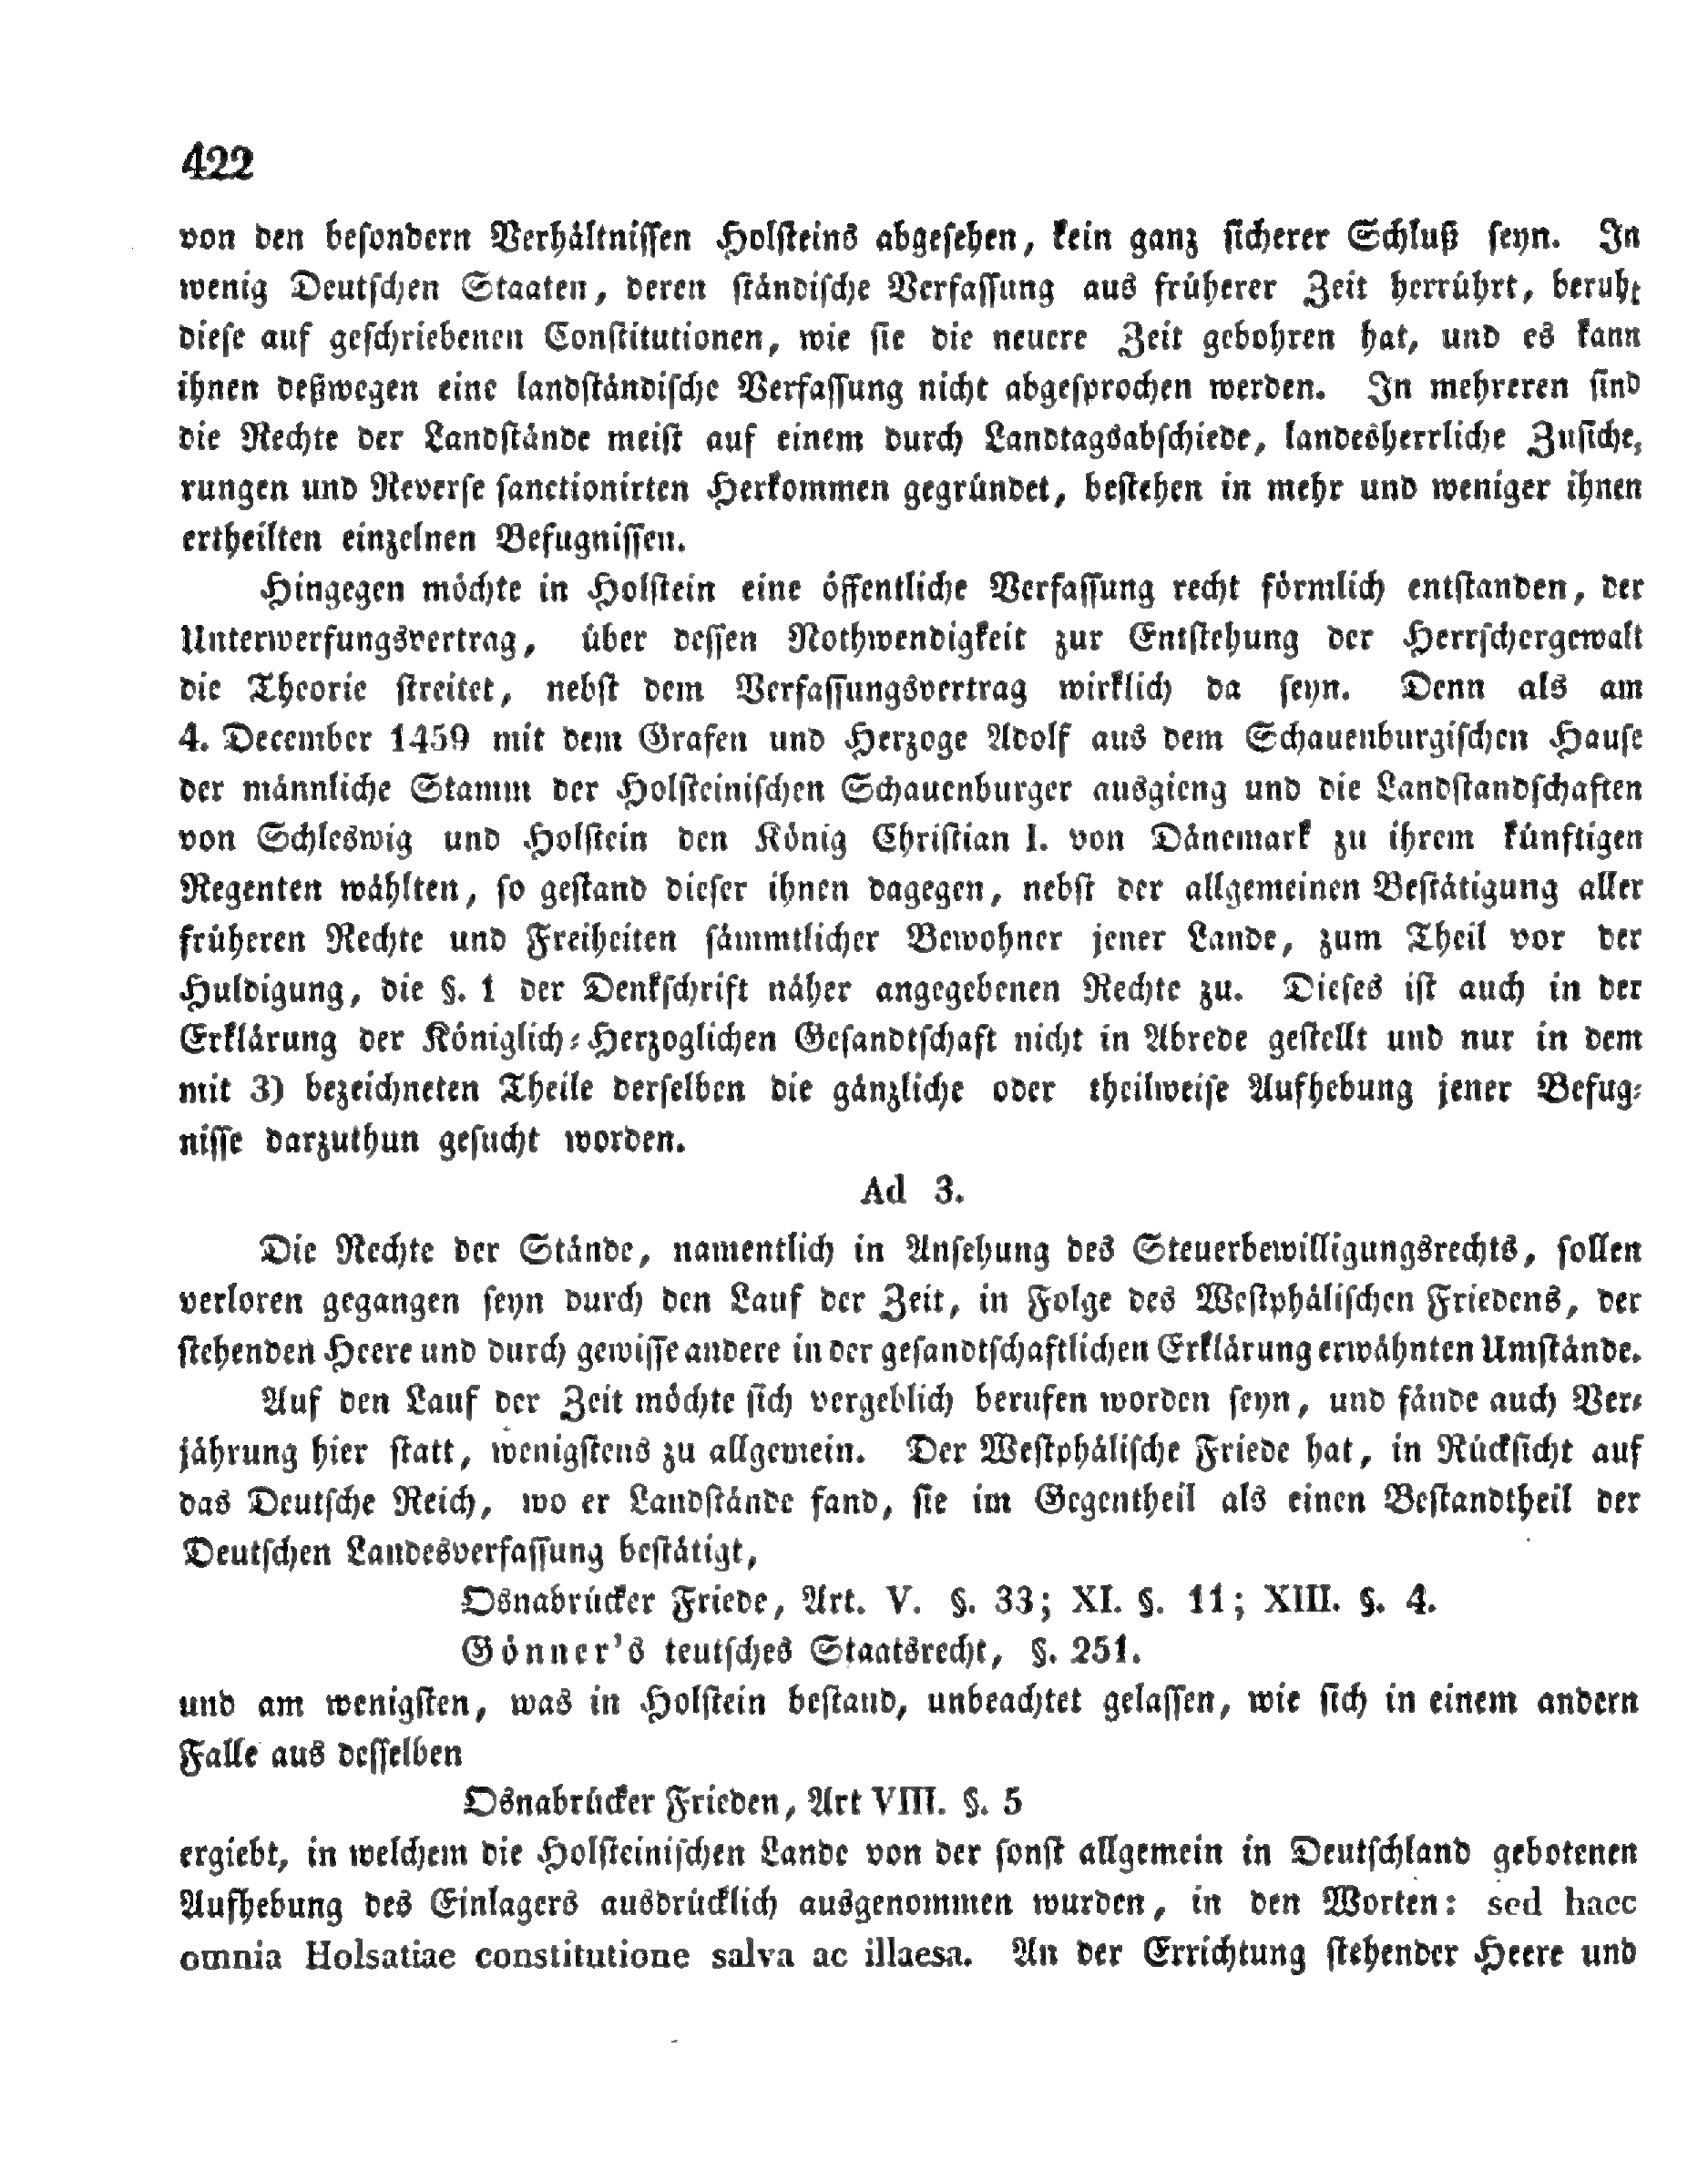 422
von den beſondern Verhältniſſen Holſteins abgeſehen, kein ganz ſicherer Schluß ſeyn. In
wenig Deutſchen Staaten, deren ſtändiſche Verfaſſung aus früherer Zeit herrührt, beruht
dieſe auf geſchriebenen Conſtitutionen, wie ſie die neuere Zeit gebohren hat, und es kann
ihnen deßwegen eine landſtändiſche Verfaſſung nicht abgeſprochen werden. In mehreren ſind
die Rechte der Landſtände meiſt auf einem durch Landtagsabſchiede, landesherrliche Zuſiche⸗
rungen und Reverſe ſanctionirten Herkommen gegründet, beſtehen in mehr und weniger ihnen
ertheilten einzelnen Befugniſſen.
Hingegen möchte in Holſtein eine öffentliche Verfaſſung recht förmlich entſtanden, der
Unterwerfungsvertrag, über deſſen Nothwendigkeit zur Entſtehung der Herrſchergewalt
die Theorie ſtreitet, nebſt dem Verfaſſungsvertrag wirklich da ſeyn. Denn als am
4. December 1459 mit dem Grafen und Herzoge Adolf aus dem Schauenburgiſchen Hauſe
der männliche Stamm der Holſteiniſchen Schauenburger ausgieng und die Landſtandſchaften
von Schleswig und Holſtein den König Chriſtian I. von Dänemark zu ihrem künftigen
Regenten wählten, ſo geſtand dieſer ihnen dagegen, nebſt der allgemeinen Beſtätigung aller
früheren Rechte und Freiheiten ſämmtlicher Bewohner jener Lande, zum Theil vor der
Huldigung, die §. 1 der Denkſchrift näher angegebenen Rechte zu. Dieſes iſt auch in der
Erklärung der Königlich⸗Herzoglichen Geſandtſchaft nicht in Abrede geſtellt und nur in dem
mit 3) bezeichneten Theile derſelben die gänzliche oder theilweiſe Aufhebung jener Befug⸗
niſſe darzuthun geſucht worden.
Ad 3.
Die Rechte der Stände, namentlich in Anſehung des Steuerbewilligungsrechts, ſollen
verloren gegangen ſeyn durch den Lauf der Zeit, in Folge des Weſtphäliſchen Friedens, der
ſtehenden Heere und durch gewiſſe andere in der geſandtſchaftlichen Erklärung erwähnten Umſtände.
Auf den Lauf der Zeit möchte ſich vergeblich berufen worden ſeyn, und fände auch Ver⸗
jährung hier ſtatt, wenigſtens zu allgemein. Der Weſtphäliſche Friede hat, in Rückſicht auf
das Deutſche Reich, wo er Landſtände fand, ſie im Gegentheil als einen Beſtandtheil der
Deutſchen Landesverfaſſung beſtätigt,
Osnabrücker Friede, Art. V. §. 33; XI. §. 11; XIII. §. 4.
Gönner's teutſches Staatsrecht, §. 251.
und am wenigſten, was in Holſtein beſtand, unbeachtet gelaſſen, wie ſich in einem andern
Falle aus deſſelben
Osnabrücker Frieden, Art VIII. §. 5
ergiebt, in welchem die Holſteiniſchen Lande von der ſonſt allgemein in Deutſchland gebotenen
Aufhebung des Einlagers ausdrücklich ausgenommen wurden, in den Worten: sed haec
omnia Holsatiae constitutione salva ac illaesa. An der Errichtung ſtehender Heere und